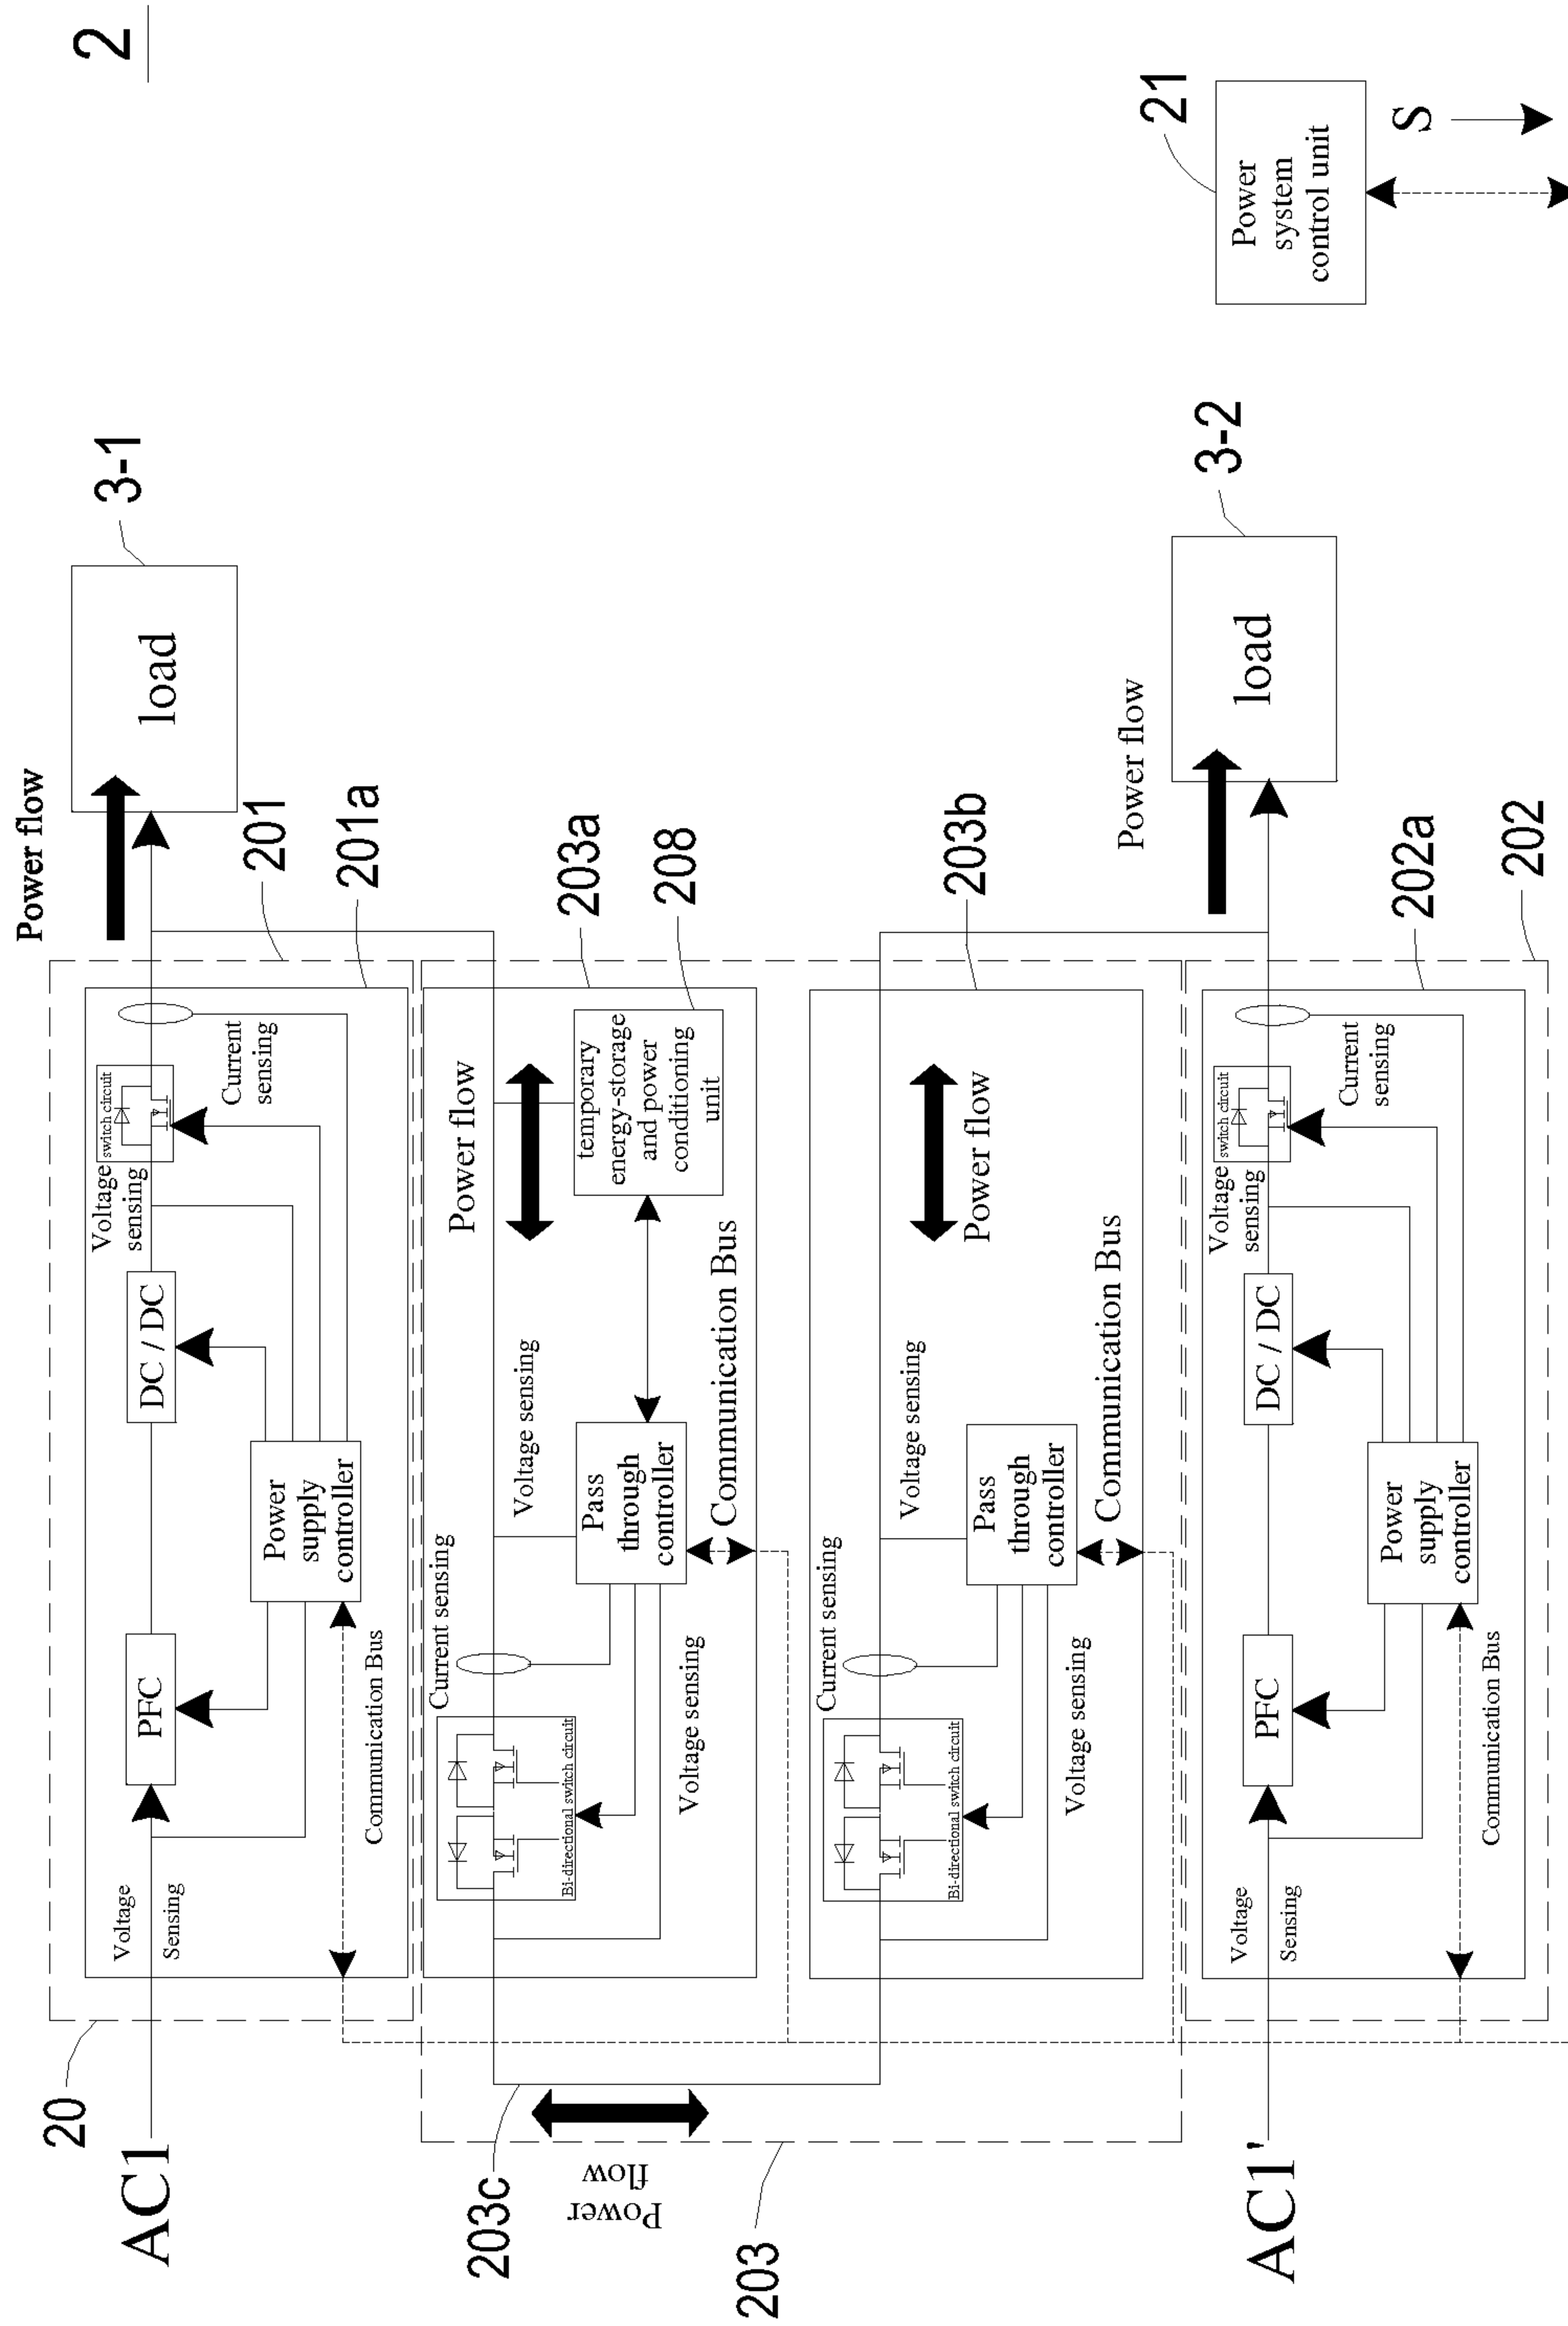 2
Power flow
3-1
load
201
201a
AC1
20
Voltage
Sensing
PFC
DC / DC
Voltage
sensing
switch circuit
Current
sensing
Power
supply
controller
Communication Bus
203a
208
Current sensing
Voltage sensing
Power flow
Bi-directional switch circuit
Pass
through
controller
temporary
energy-storage
and power
conditioning
unit
Voltage sensing
Communication Bus
203c
Power
flow
203
203b
Current sensing
Voltage sensing
Power flow
Bi-directional switch circuit
Pass
through
controller
Voltage sensing
Communication Bus
Power flow
3-2
load
21
Power
system
control unit
S
AC1'
Voltage
Sensing
PFC
DC / DC
Voltage
sensing
switch circuit
Current
sensing
Power
supply
controller
Communication Bus
202a
202